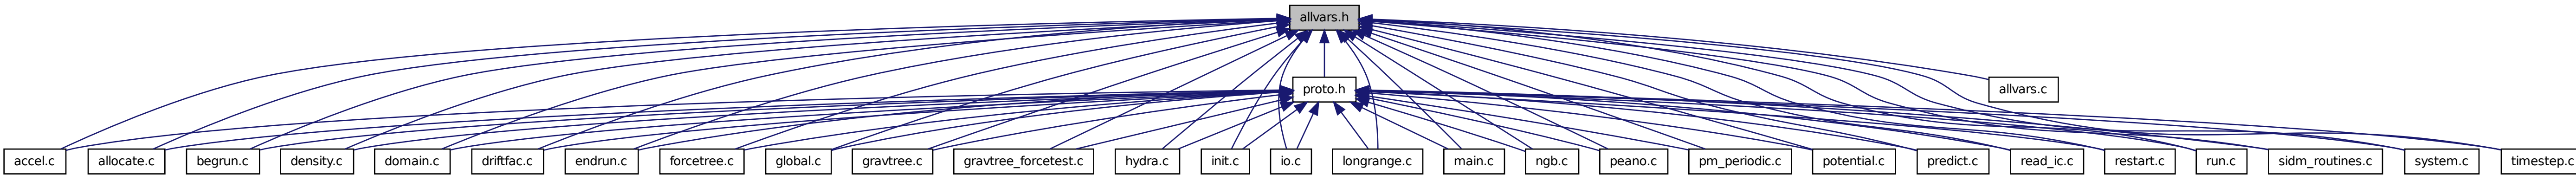 allvars.h
proto.h
allvars.c
accel.c
allocate.c
begrun.c
density.c
domain.c
driftfac.c
endrun.c
forcetree.c
global.c
gravtree.c
gravtree_forcetest.c
hydra.c
init.c
io.c
longrange.c
main.c
ngb.c
peano.c
pm_periodic.c
potential.c
predict.c
read_ic.c
restart.c
run.c
sidm_routines.c
system.c
timestep.c